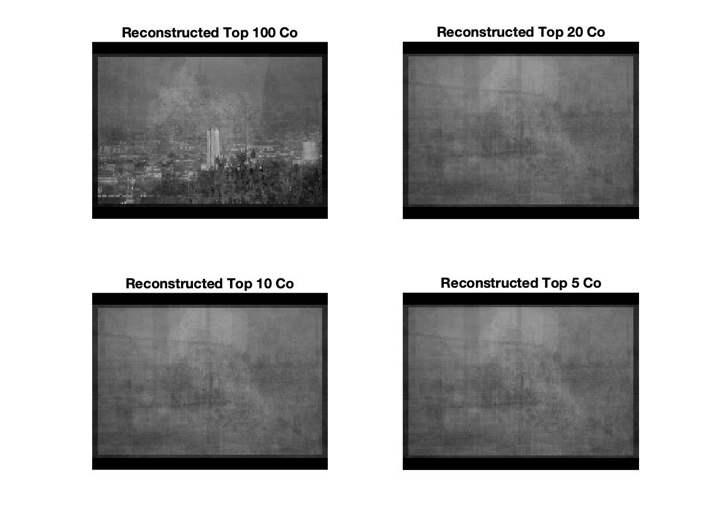 Reconstructed Top 100 Co
Reconstructed Top 20 Co
Reconstructed Top 10 Co
Reconstructed Top 5 Co